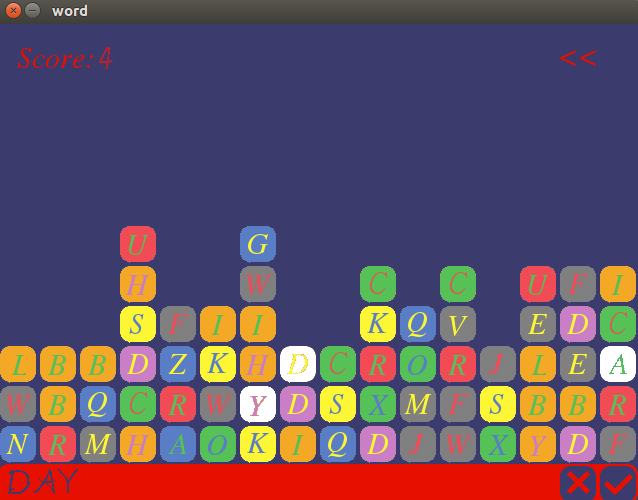 word
Score: 4 <<
U G
H W C C U F I
S F I I K Q V E D C
L B B D Z K H D C R O R J L E A
W B Q C R W Y D S X M F S B B R
N R M H A O K I Q D J W X Y D F
DAY